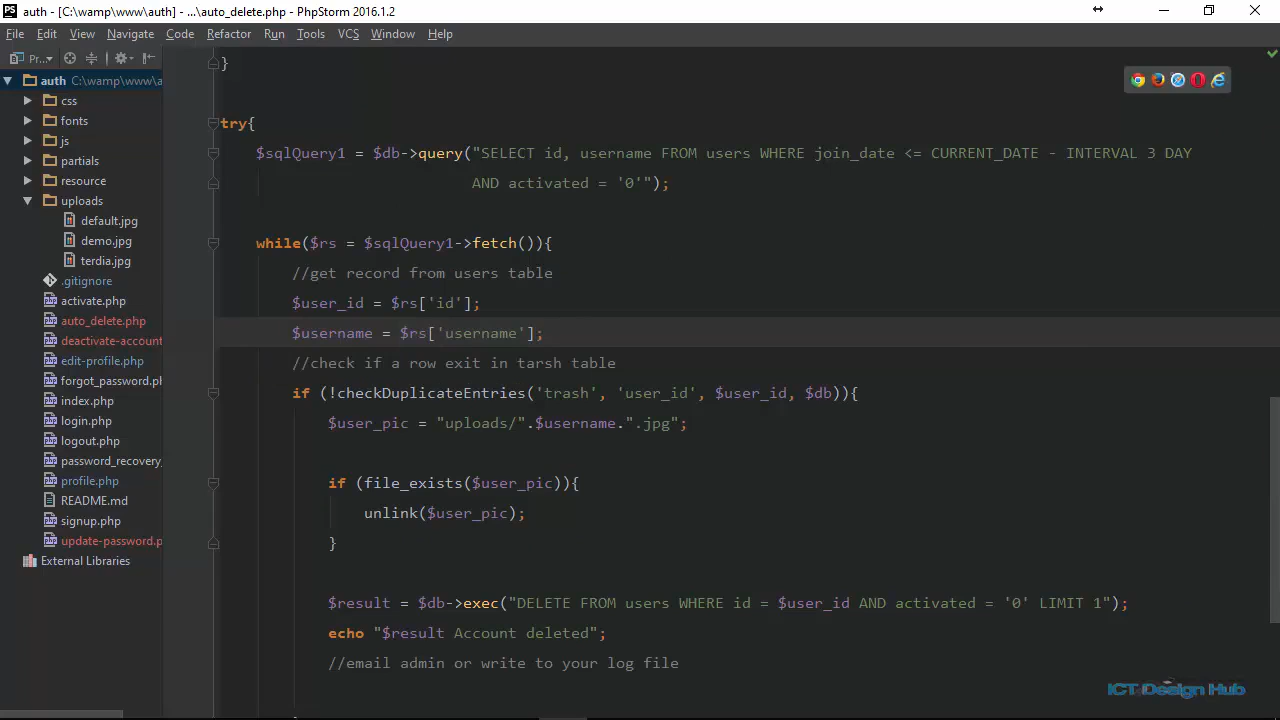 auth - [C:\wamp\www\auth] - ...\auto_delete.php - PhpStorm 2016.1.2
File Edit View Navigate Code Refactor Run Tools VCS Window Help
Pr...
auth C:\wamp\www\a
css
fonts
js
partials
resource
uploads
default.jpg
demo.jpg
terdia.jpg
.gitignore
activate.php
auto_delete.php
deactivate-account
edit-profile.php
forgot_password.ph
index.php
login.php
logout.php
password_recovery_
profile.php
README.md
signup.php
update-password.p
External Libraries
}
try{
$sqlQuery1 = $db->query("SELECT id, username FROM users WHERE join_date <= CURRENT_DATE - INTERVAL 3 DAY
AND activated = '0'");
while($rs = $sqlQuery1->fetch()){
//get record from users table
$user_id = $rs['id'];
$username = $rs['username'];
//check if a row exit in tarsh table
if (!checkDuplicateEntries('trash', 'user_id', $user_id, $db)){
$user_pic = "uploads/".$username.".jpg";
if (file_exists($user_pic)){
unlink($user_pic);
}
$result = $db->exec("DELETE FROM users WHERE id = $user_id AND activated = '0' LIMIT 1");
echo "$result Account deleted";
//email admin or write to your log file
ICT Design Hub